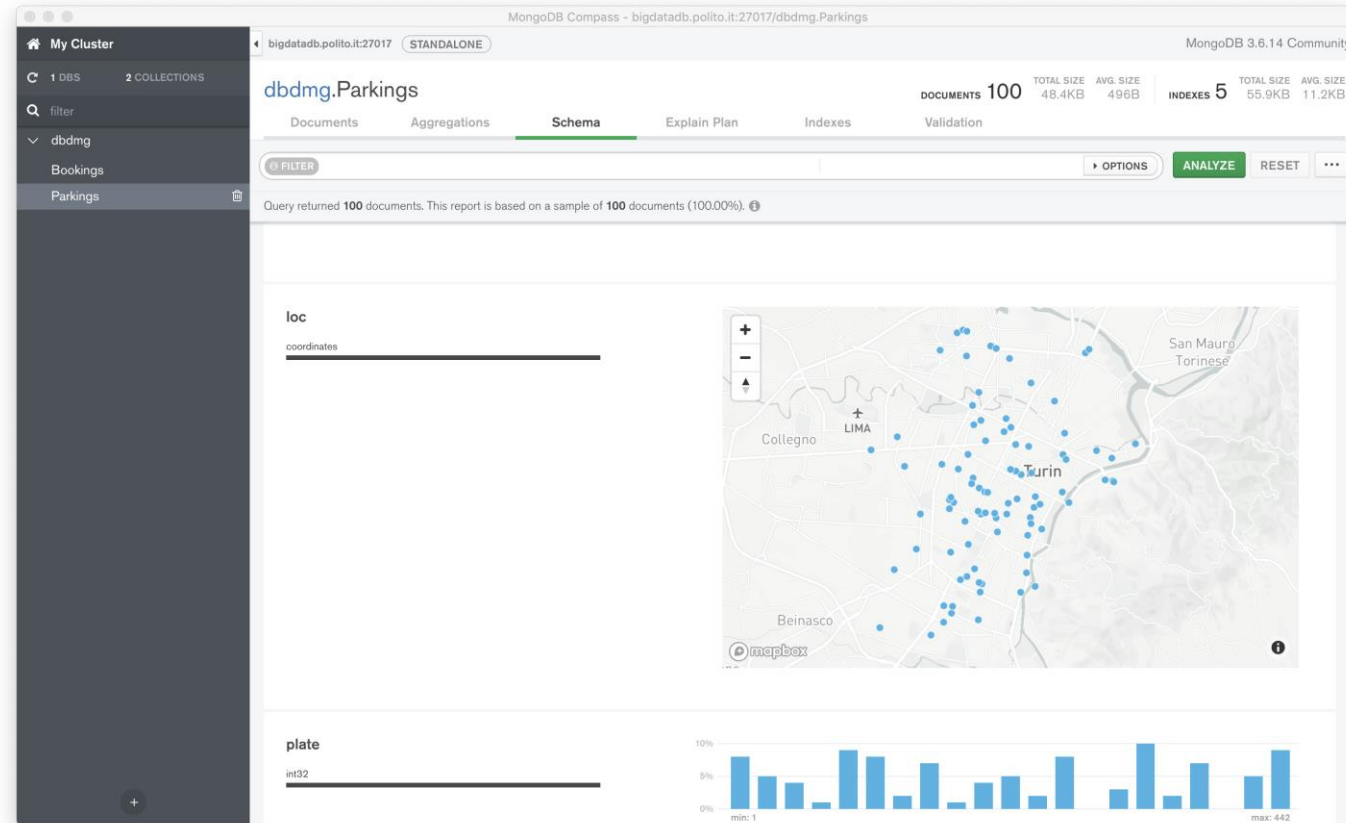 MongoDB Compass - bigdatadb.polito.it:27017/dbdmg.Parkings
My Cluster
bigdatadb.polito.it:27017 STANDALONE MongoDB 3.6.14 Community
1 DBS 2 COLLECTIONS
filter
dbdmg
Bookings
Parkings
dbdmg.Parkings
DOCUMENTS 100 TOTAL SIZE 48.4KB AVG. SIZE 496B INDEXES 5 TOTAL SIZE 55.9KB AVG. SIZE 11.2KB
Documents Aggregations Schema Explain Plan Indexes Validation
FILTER OPTIONS ANALYZE RESET ...
Query returned 100 documents. This report is based on a sample of 100 documents (100.00%).
loc
coordinates
San Mauro
Torinese
LIMA
Collegno
Turin
Beinasco
mapbox
plate
int32
10%
5%
0%
min: 1 max: 442